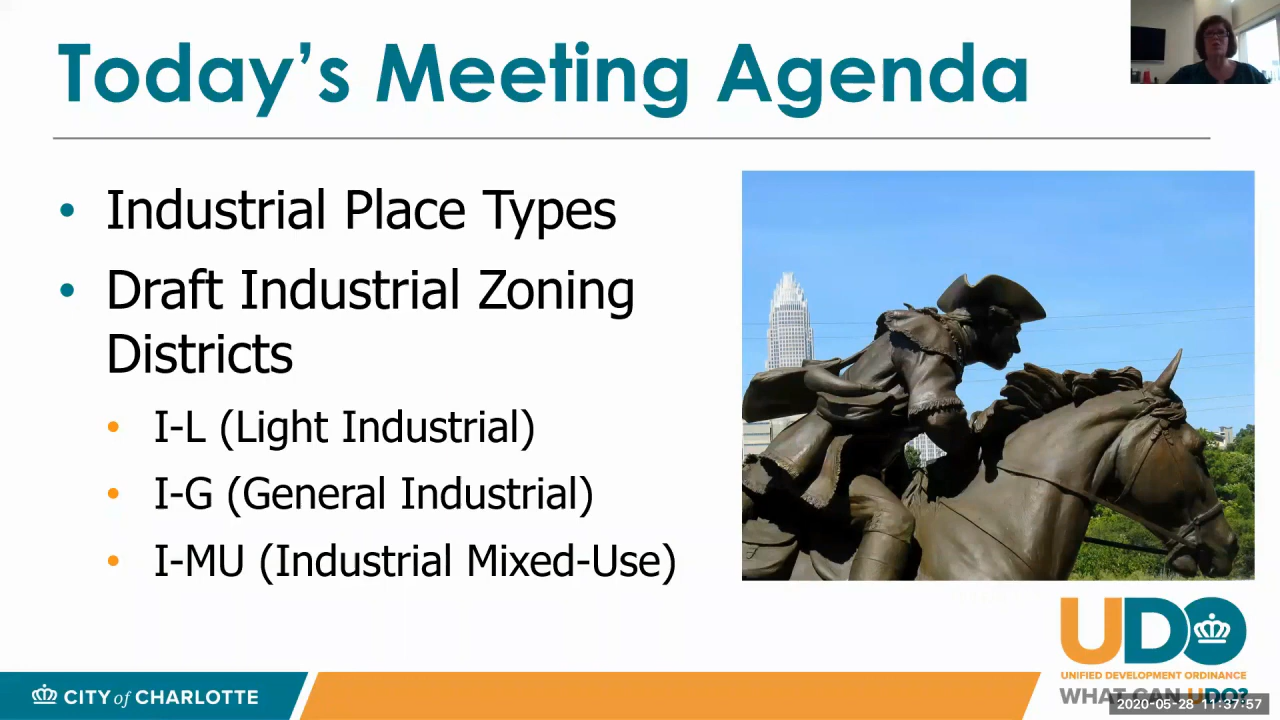 Today's Meeting Agenda
• Industrial Place Types
• Draft Industrial Zoning
Districts
• I-L (Light Industrial)
• I-G (General Industrial)
• I-MU (Industrial Mixed-Use)
UDO
UNIFIED DEVELOPMENT ORDINANCE
WHAT CAN UDO?
CITY of CHARLOTTE
2020-05-28 11:37:57